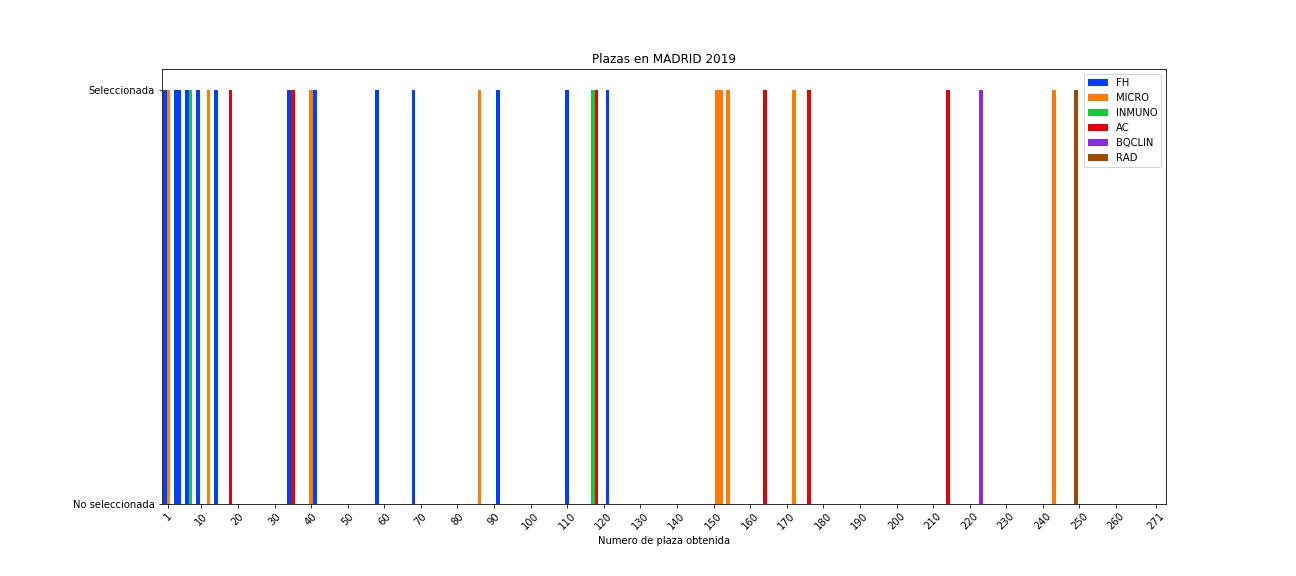 Plazas en MADRID 2019
Seleccionada
No seleccionada
FH
MICRO
INMUNO
AC
BQCLIN
RAD
1 10 20 30 40 50 60 70 80 90 100 110 120 130 140 150 160 170 180 190 200 210 220 230 240 250 260 271
Numero de plaza obtenida